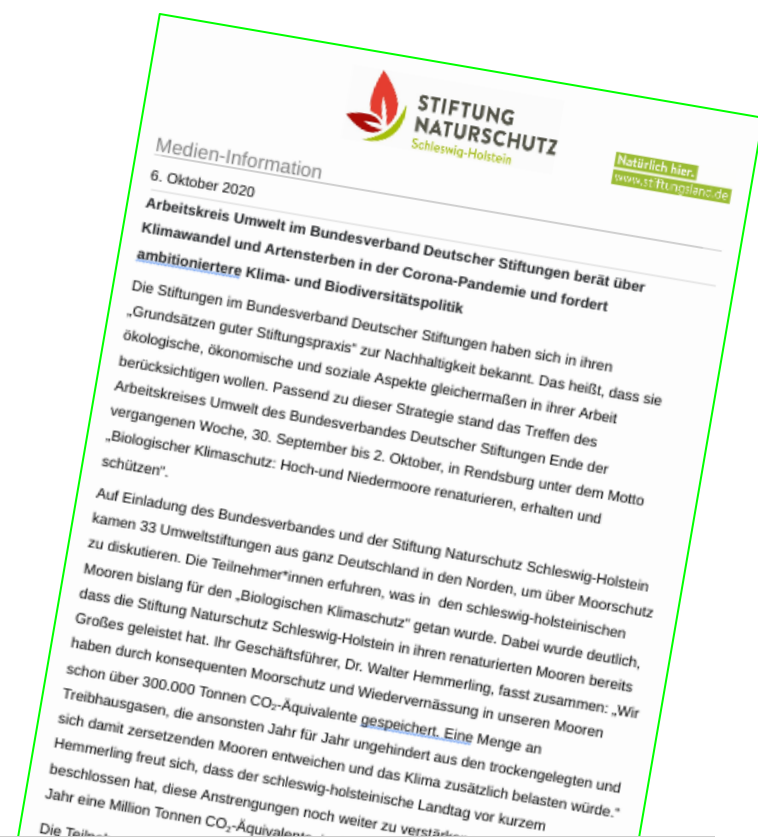 STIFTUNG
NATURSCHUTZ
Schleswig-Holstein
Natürlich hier.
www.stiftungsland.de
Medien-Information
6. Oktober 2020
Arbeitskreis Umwelt im Bundesverband Deutscher Stiftungen berät über
Klimawandel und Artensterben in der Corona-Pandemie und fordert
ambitioniertere Klima- und Biodiversitätspolitik
Die Stiftungen im Bundesverband Deutscher Stiftungen haben sich in ihren
„Grundsätzen guter Stiftungspraxis" zur Nachhaltigkeit bekannt. Das heißt, dass sie
ökologische, ökonomische und soziale Aspekte gleichermaßen in ihrer Arbeit
berücksichtigen wollen. Passend zu dieser Strategie stand das Treffen des
Arbeitskreises Umwelt des Bundesverbandes Deutscher Stiftungen Ende der
vergangenen Woche, 30. September bis 2. Oktober, in Rendsburg unter dem Motto
„Biologischer Klimaschutz: Hoch-und Niedermoore renaturieren, erhalten und
schützen".
Auf Einladung des Bundesverbandes und der Stiftung Naturschutz Schleswig-Holstein
kamen 33 Umweltstiftungen aus ganz Deutschland in den Norden, um über Moorschutz
zu diskutieren. Die Teilnehmer*innen erfuhren, was in den schleswig-holsteinischen
Mooren bislang für den „Biologischen Klimaschutz" getan wurde. Dabei wurde deutlich,
dass die Stiftung Naturschutz Schleswig-Holstein in ihren renaturierten Mooren bereits
Großes geleistet hat. Ihr Geschäftsführer, Dr. Walter Hemmerling, fasst zusammen: „Wir
haben durch konsequenten Moorschutz und Wiedervernässung in unseren Mooren
schon über 300.000 Tonnen CO₂-Äquivalente gespeichert. Eine Menge an
Treibhausgasen, die ansonsten Jahr für Jahr ungehindert aus den trockengelegten und
sich damit zersetzenden Mooren entweichen und das Klima zusätzlich belasten würde."
Hemmerling freut sich, dass der schleswig-holsteinische Landtag vor kurzem
beschlossen hat, diese Anstrengungen noch weiter zu
Jahr eine Million Tonnen CO₂-Äquivalente
Die